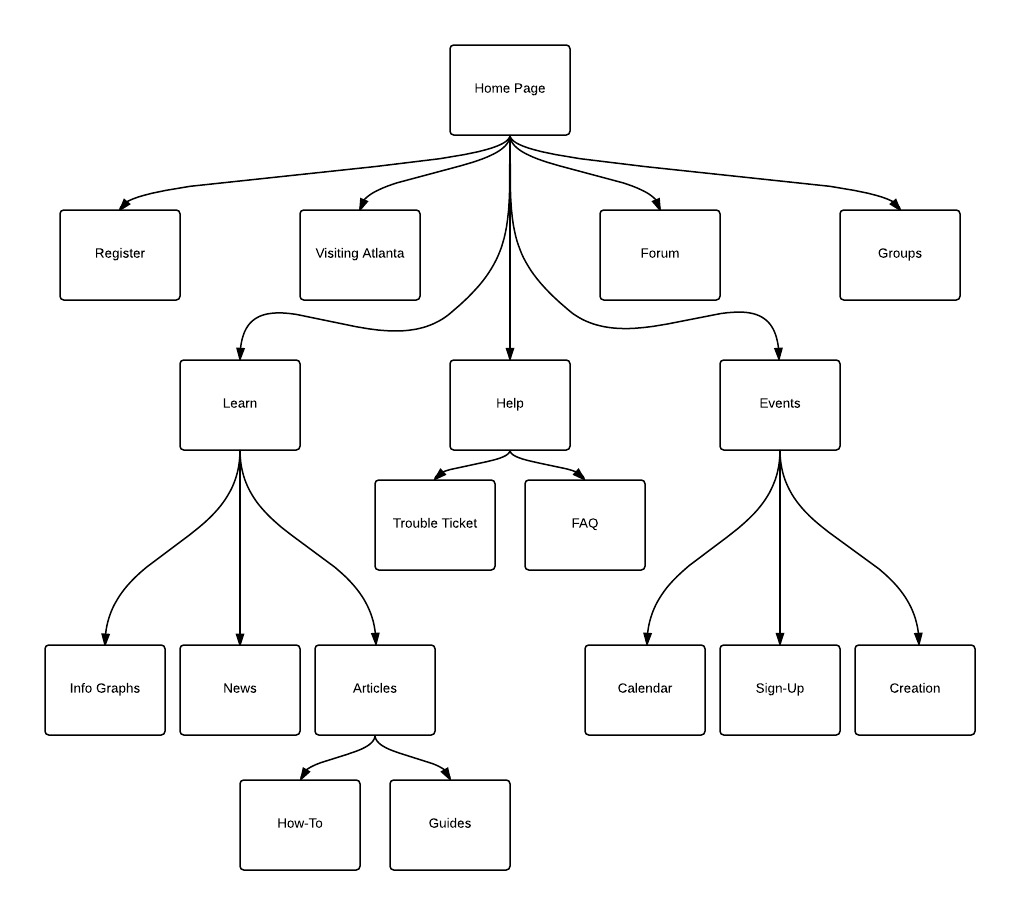 Home Page
Register
Visiting Atlanta
Forum
Groups
Learn
Help
Events
Trouble Ticket
FAQ
Info Graphs
News
Articles
Calendar
Sign-Up
Creation
How-To
Guides